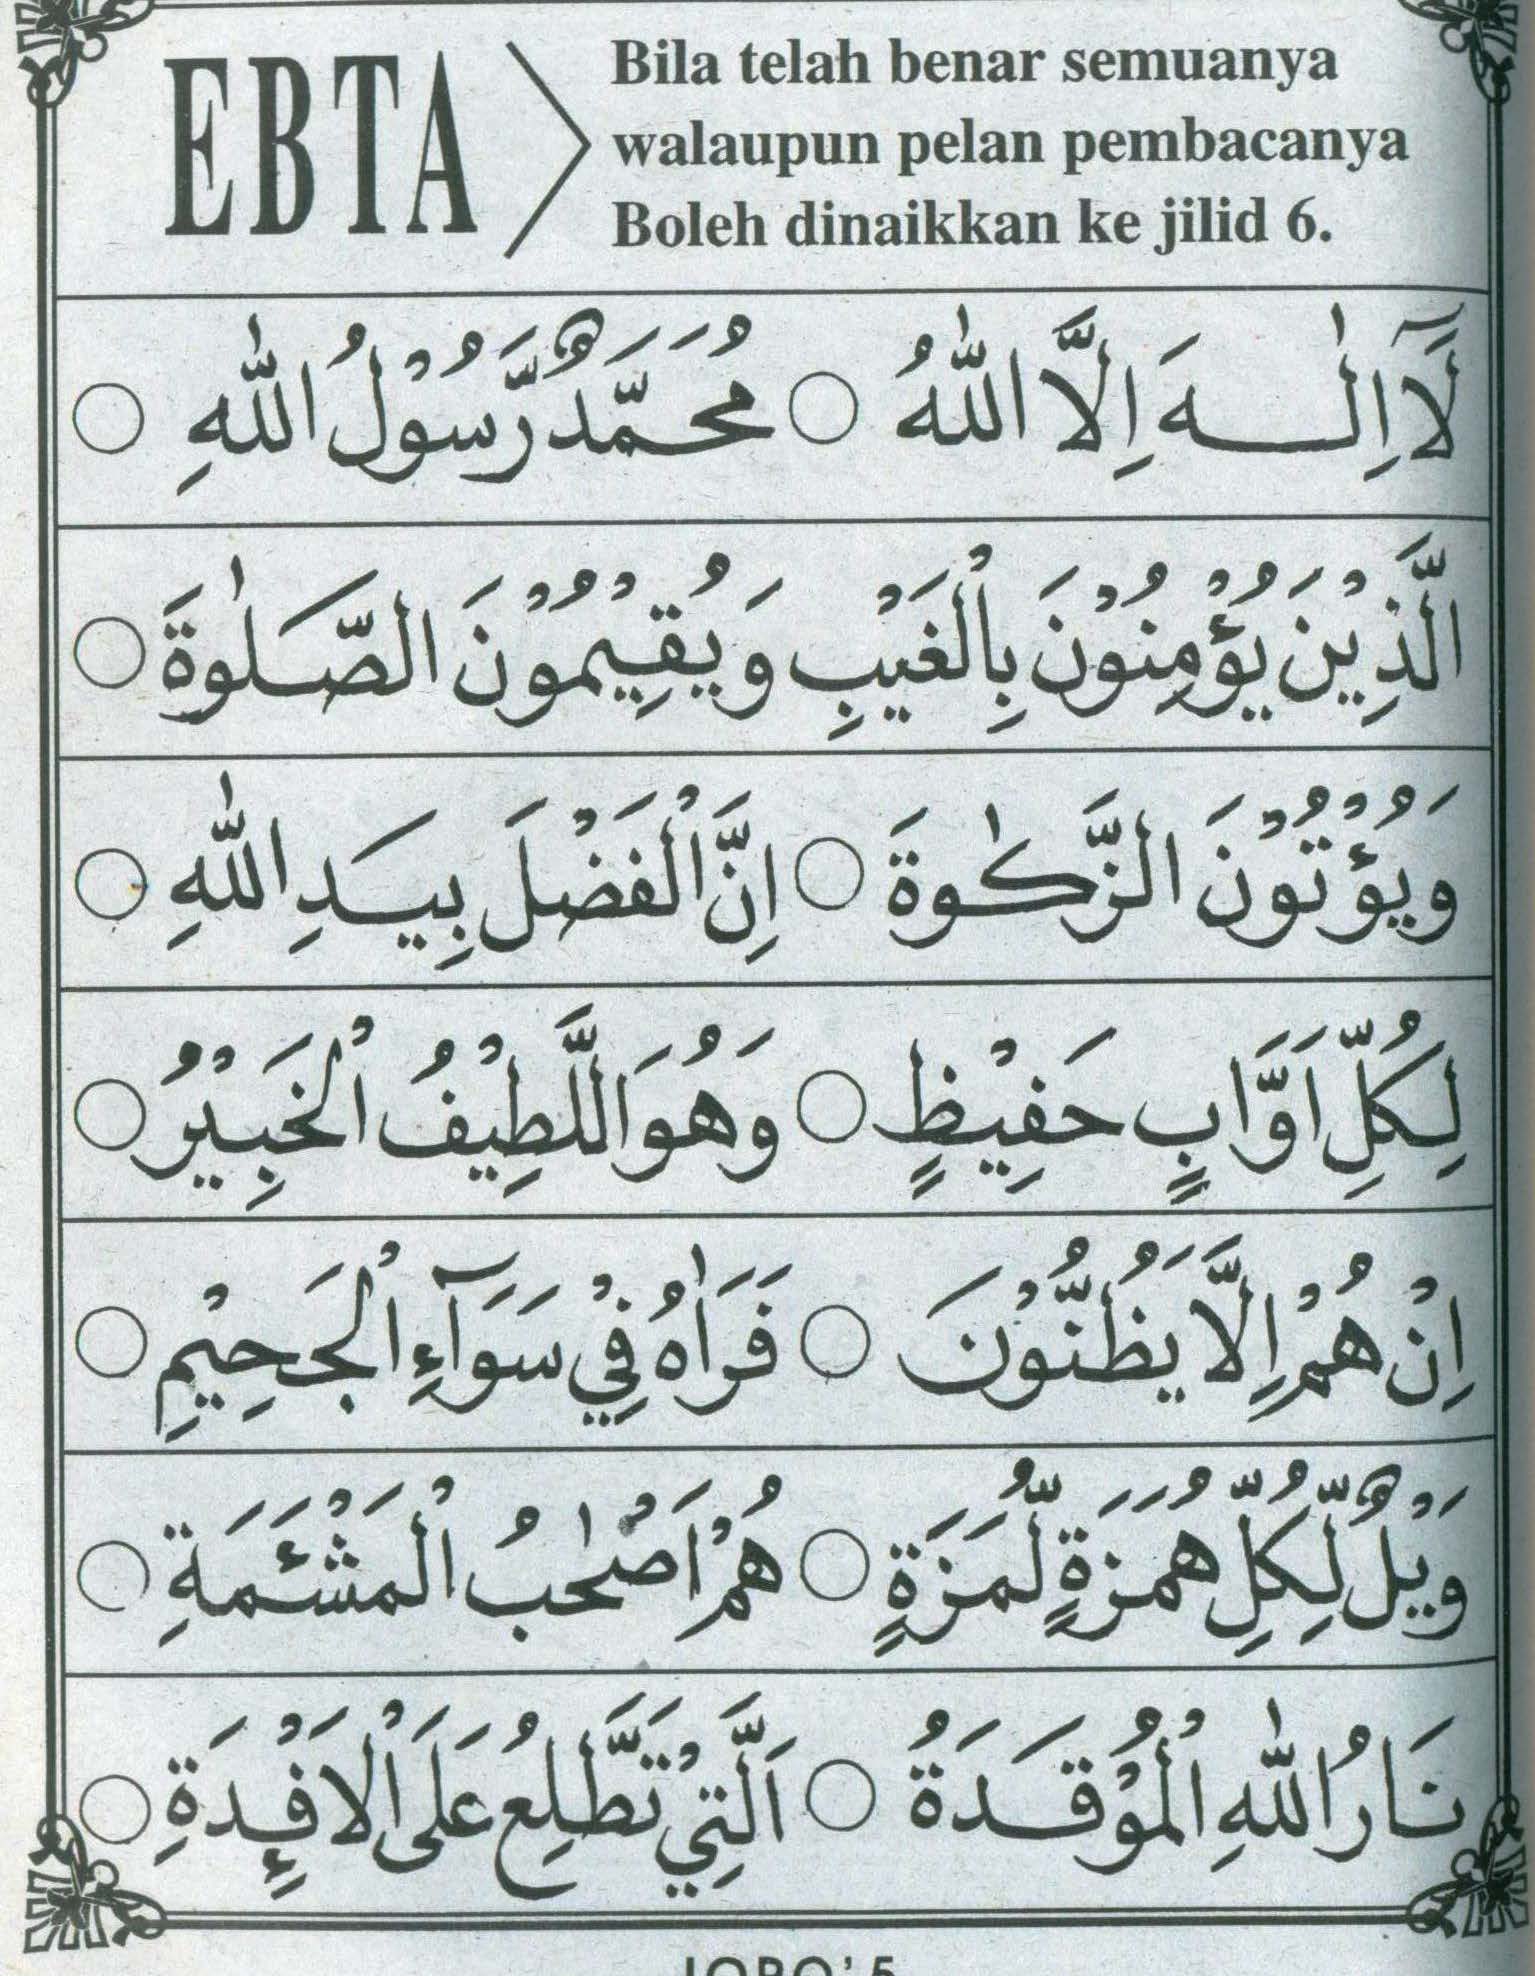 EBTA
Bila telah benar semuanya
walaupun pelan pembacanya
Boleh dinaikkan ke jilid 6.
لَآ اِلٰـــهَ اِلَّا اللّٰهُ ○ مُحَمَّدٌ رَّسُوْلُ اللّٰهِ ○
الَّذِيْنَ يُؤْمِنُوْنَ بِالْغَيْبِ وَيُقِيْمُوْنَ الصَّلٰوةَ ○
وَيُؤْتُوْنَ الزَّكٰوةَ ○ اِنَّ الْفَضْلَ بِيَدِ اللّٰهِ ○
لِكُلِّ اَوَّابٍ حَفِيْظٍ ○ وَهُوَ اللَّطِيْفُ الْخَبِيْرُ ○
اِنْ هُمْ اِلَّا يَظُنُّوْنَ ○ فَرَاٰهُ فِيْ سَوَآءِ الْجَحِيْمِ ○
وَيْلٌ لِّكُلِّ هُمَزَةٍ لُّمَزَةٍ ○ هُمْ اَصْحٰبُ الْمَشْئَمَةِ ○
نَارُ اللّٰهِ الْمُوْقَدَةُ ○ اَلَّتِيْ تَطَّلِعُ عَلَى الْاَفْئِدَةِ ○
IQRO' 5